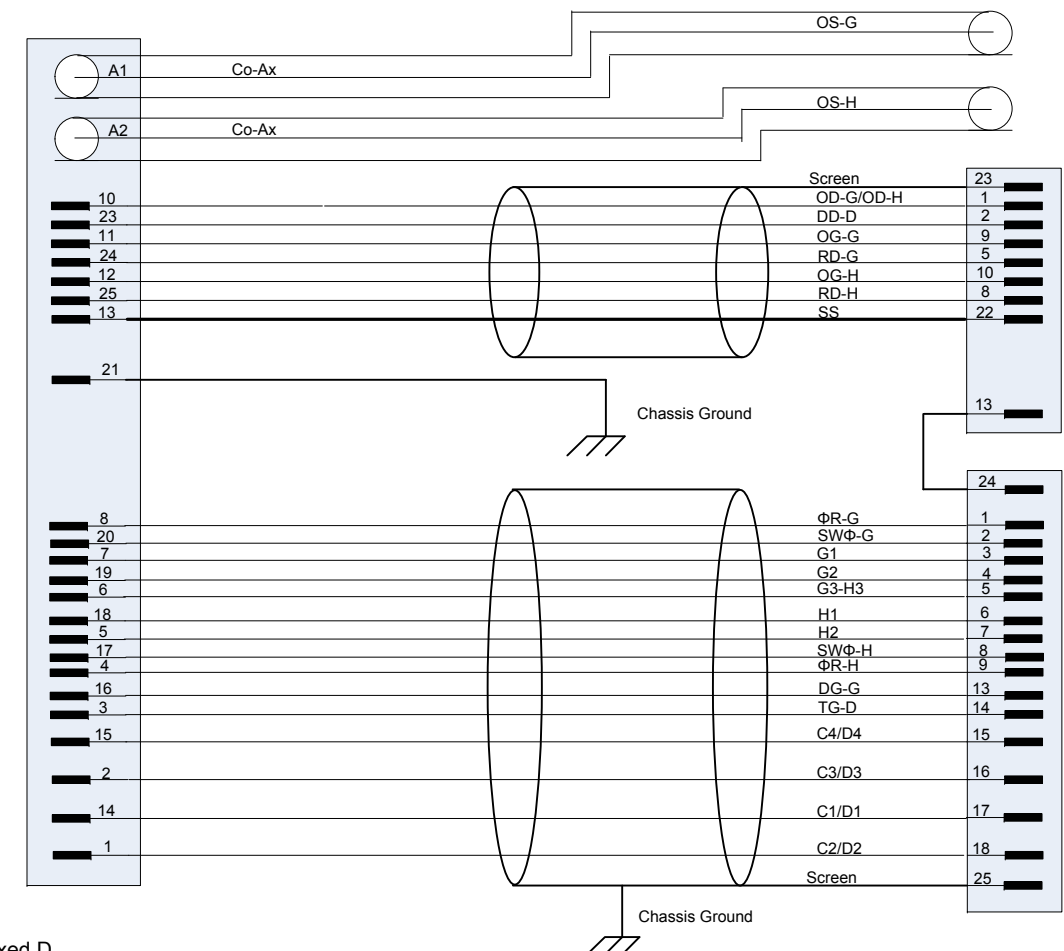 OS-G
A1 Co-Ax
OS-H
A2 Co-Ax
Screen 23
10 OD-G/OD-H 1
23 DD-D 2
11 OG-G 9
24 RD-G 5
12 OG-H 10
25 RD-H 8
13 SS 22
21
Chassis Ground
13
24
8 ΦR-G 1
20 SWΦ-G 2
7 G1 3
19 G2 4
6 G3-H3 5
18 H1 6
5 H2 7
17 SWΦ-H 8
4 ΦR-H 9
16 DG-G 13
3 TG-D 14
15 C4/D4 15
2 C3/D3 16
14 C1/D1 17
1 C2/D2 18
Screen 25
Chassis Ground
xed D